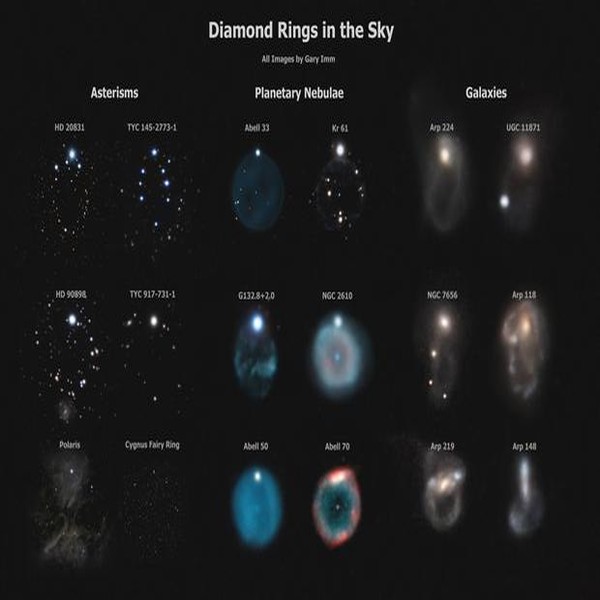 Diamond Rings in the Sky
All Images by Gary Imm
Asterisms
Planetary Nebulae
Galaxies
HD 20831
TYC 145-2773-1
Abell 33
Kr 61
Arp 224
UGC 11871
HD 90898
TYC 917-731-1
G132.8+2.0
NGC 2610
NGC 7656
Arp 118
Polaris
Cygnus Fairy Ring
Abell 50
Abell 70
Arp 219
Arp 148